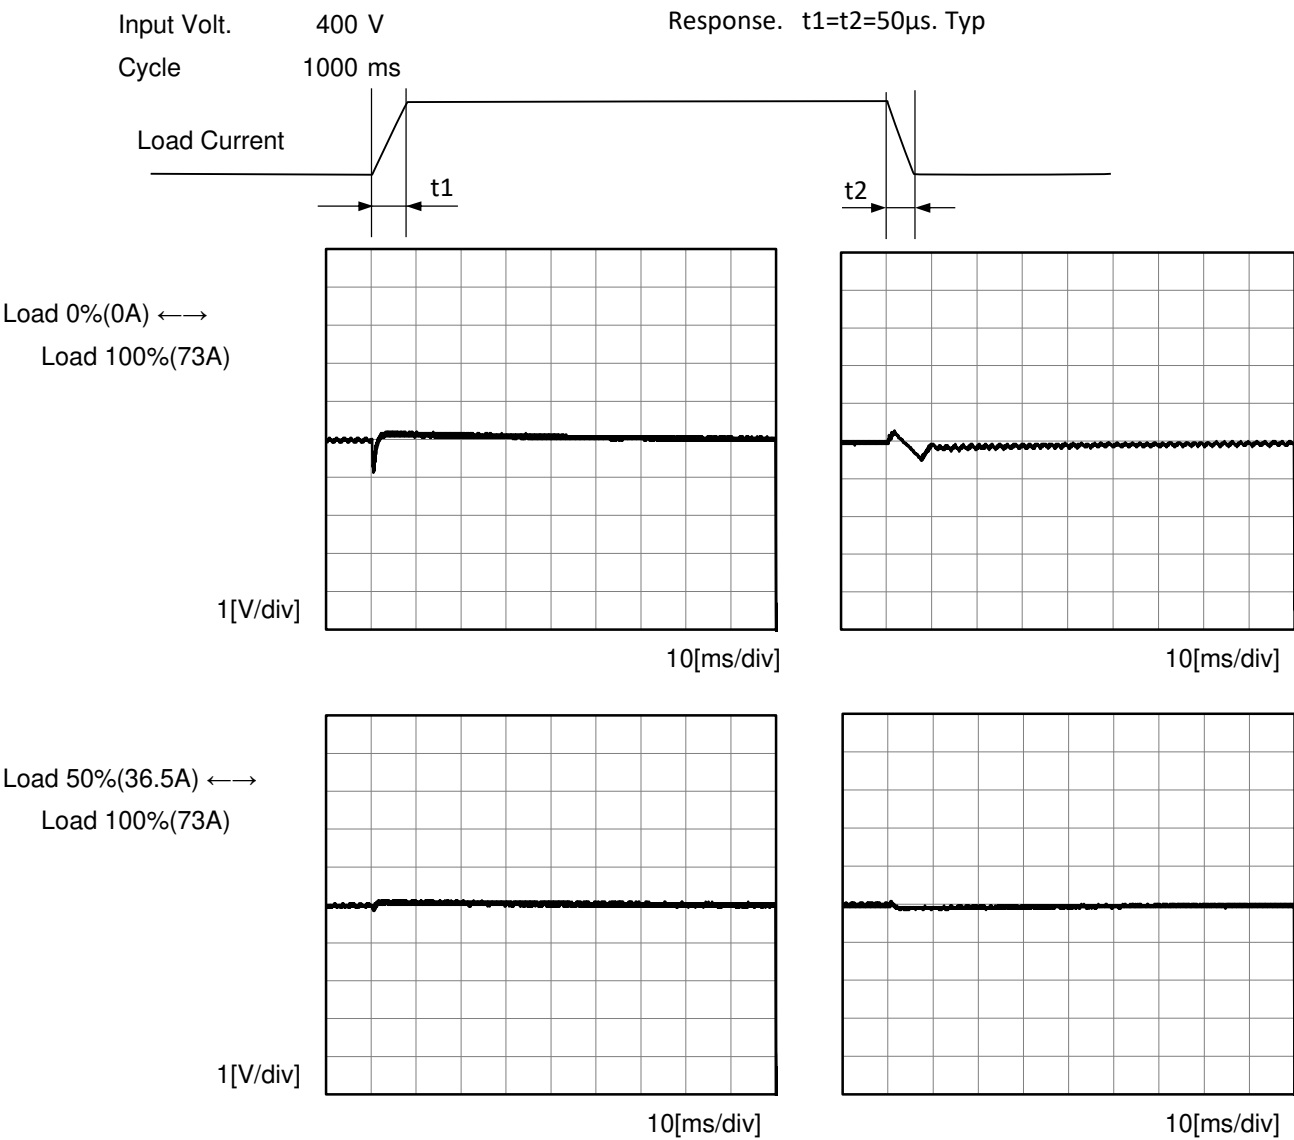 Input Volt. 400 V
Response. t1=t2=50µs. Typ
Cycle 1000 ms
Load Current
t1
t2
Load 0%(0A) ←→
Load 100%(73A)
1[V/div]
10[ms/div]
10[ms/div]
Load 50%(36.5A) ←→
Load 100%(73A)
1[V/div]
10[ms/div]
10[ms/div]